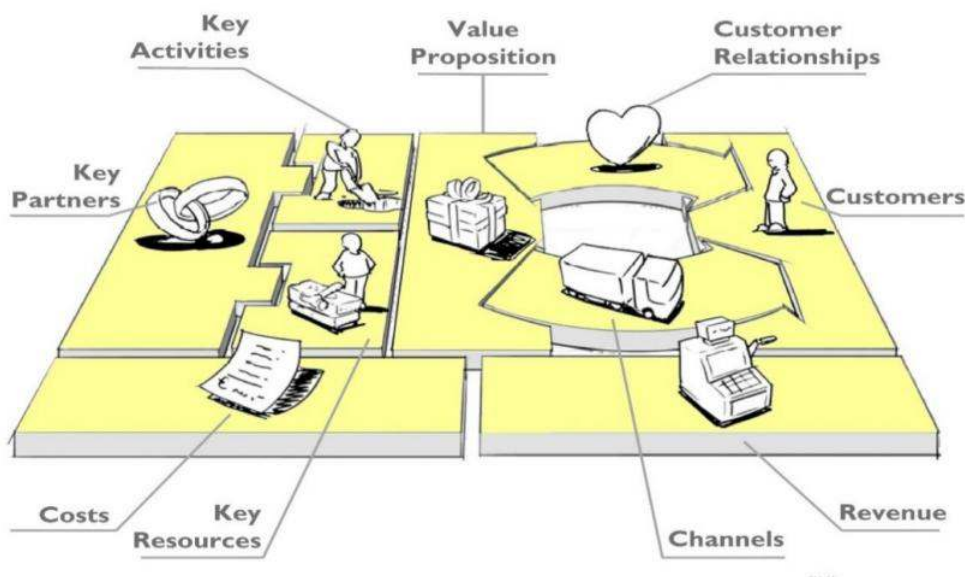 Key
Activities
Value
Proposition
Customer
Relationships
Key
Partners
Customers
Costs
Key
Resources
Channels
Revenue